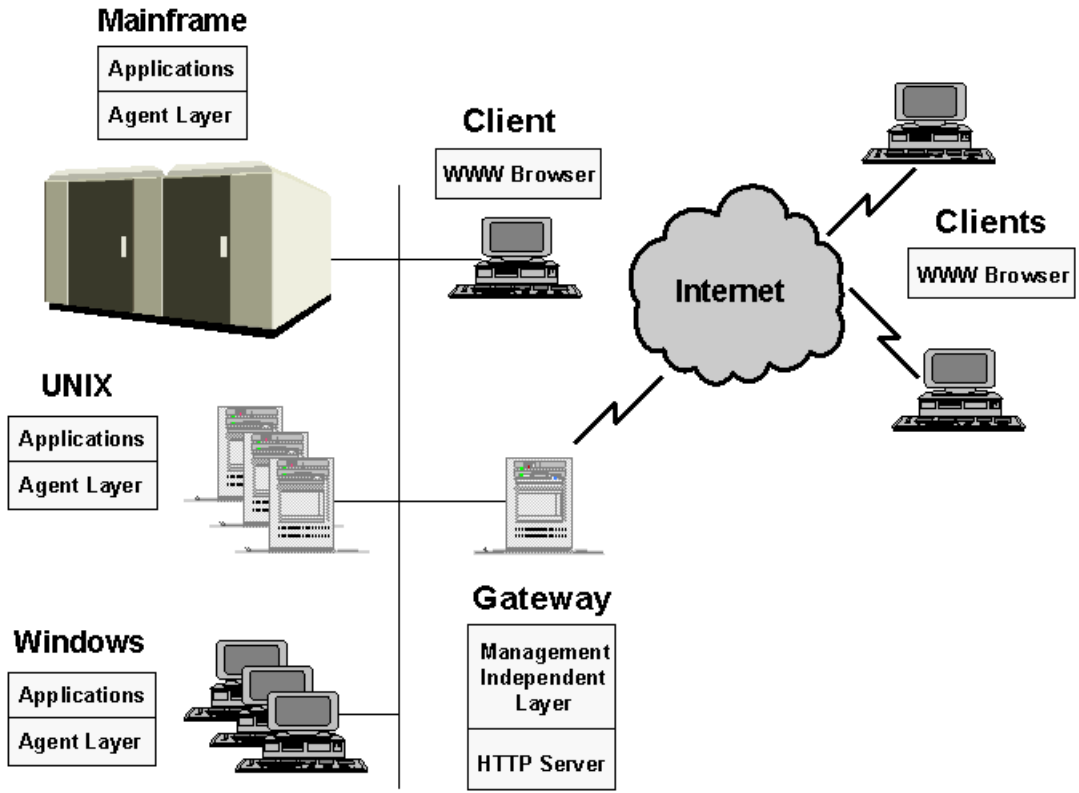 Mainframe
Applications
Agent Layer
Client
WWW Browser
Internet
Clients
WWW Browser
UNIX
Applications
Agent Layer
Gateway
Management
Independent
Layer
HTTP Server
Windows
Applications
Agent Layer